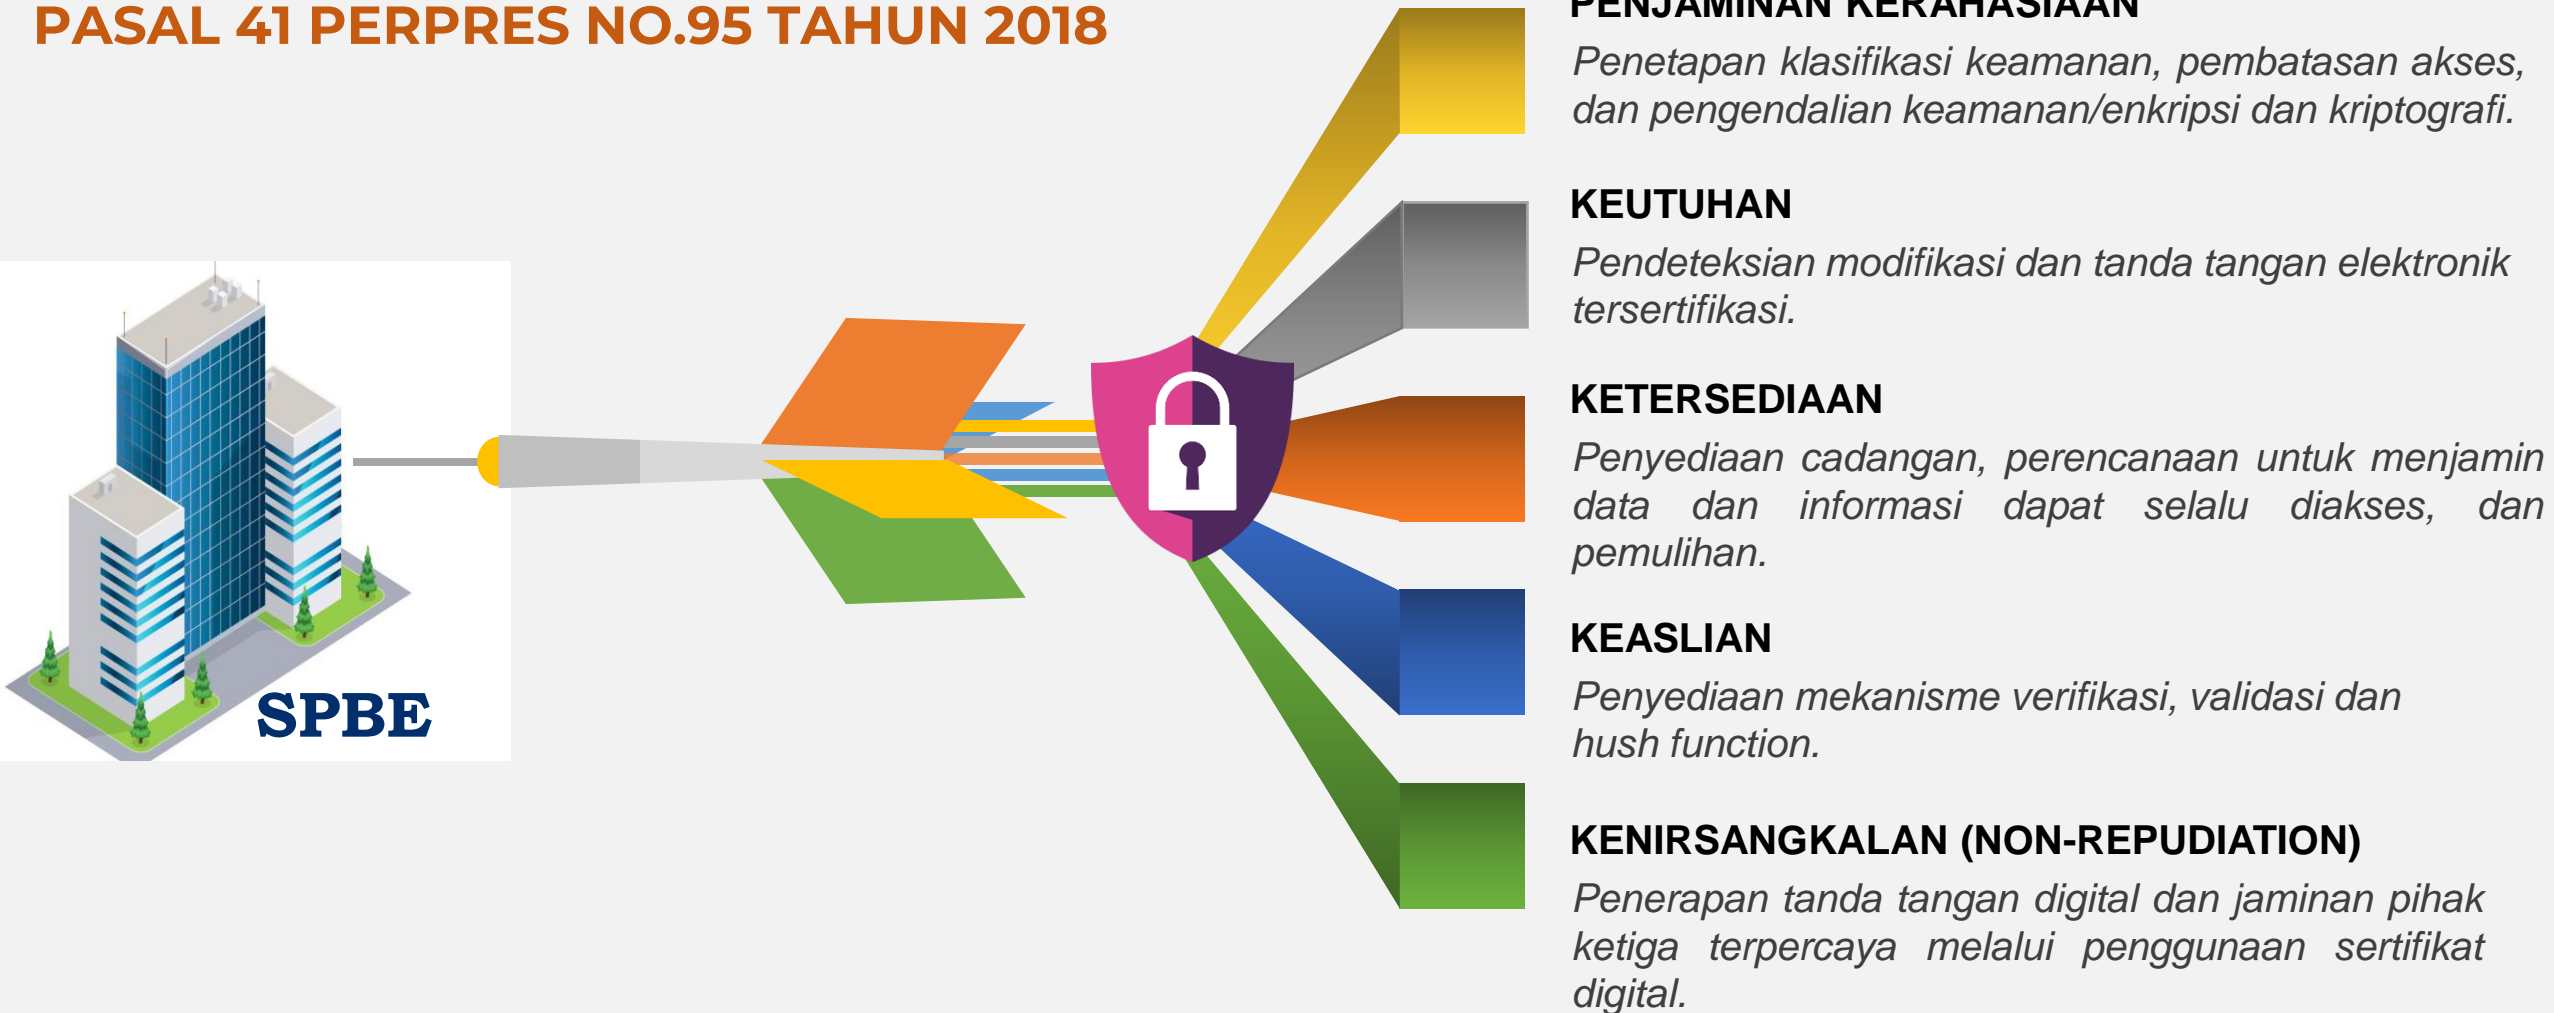 PASAL 41 PERPRES NO.95 TAHUN 2018
PENJAMINAN KERAHASIAAN
Penetapan klasifikasi keamanan, pembatasan akses,
dan pengendalian keamanan/enkripsi dan kriptografi.
KEUTUHAN
Pendeteksian modifikasi dan tanda tangan elektronik
tersertifikasi.
KETERSEDIAAN
Penyediaan cadangan, perencanaan untuk menjamin
data dan informasi dapat selalu diakses, dan
pemulihan.
KEASLIAN
Penyediaan mekanisme verifikasi, validasi dan
hush function.
KENIRSANGKALAN (NON-REPUDIATION)
Penerapan tanda tangan digital dan jaminan pihak
ketiga terpercaya melalui penggunaan sertifikat
digital.
SPBE